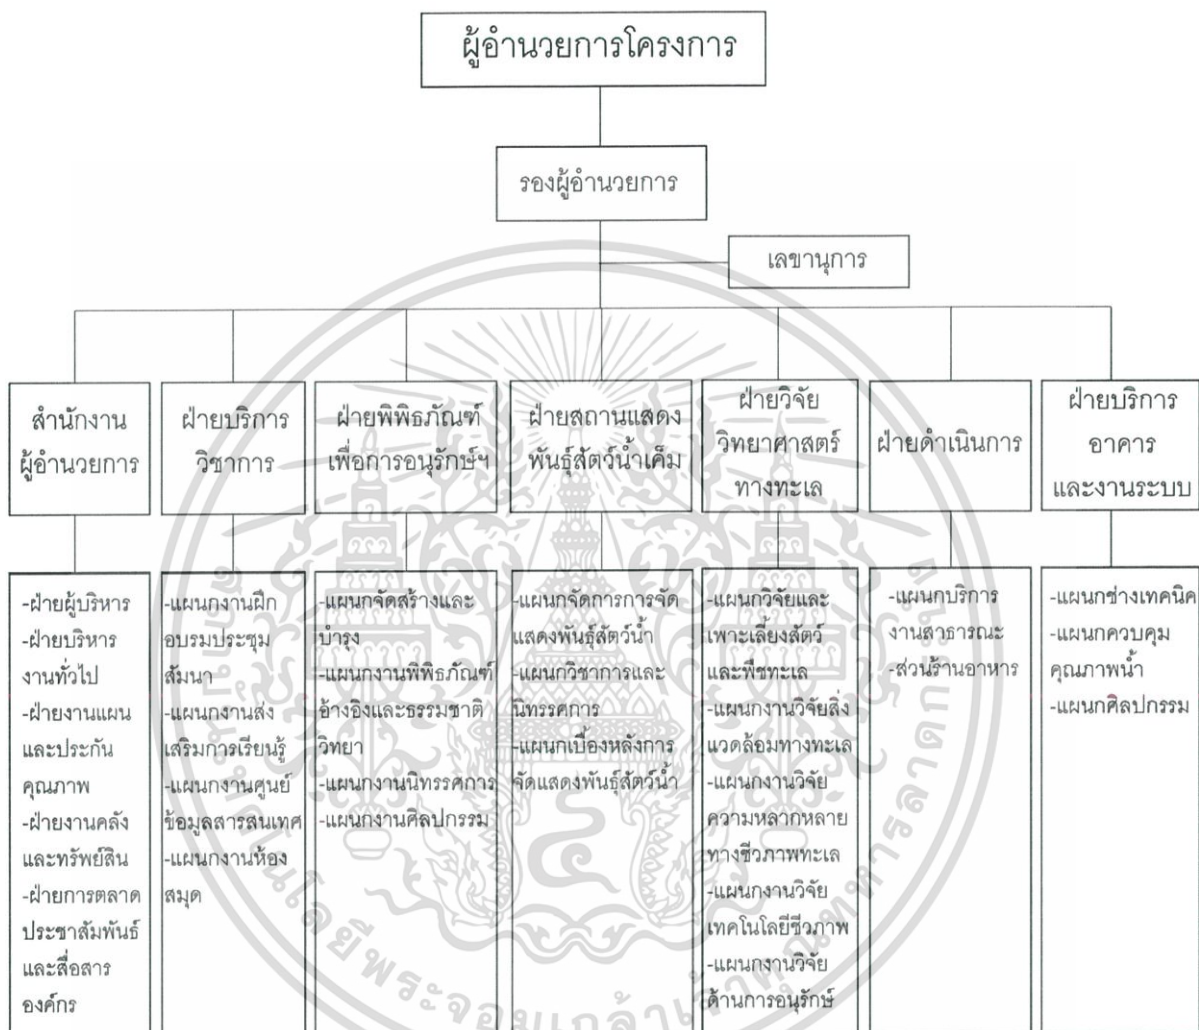 ผู้อำนวยการโครงการ
รองผู้อำนวยการ
เลขานุการ
สำนักงาน
ผู้อำนวยการ
ฝ่ายบริการ
วิชาการ
ฝ่ายพิพิธภัณฑ์
เพื่อการอนุรักษ์ฯ
ฝ่ายสถานแสดง
พันธุ์สัตว์น้ำเค็ม
ฝ่ายวิจัย
วิทยาศาสตร์
ทางทะเล
ฝ่ายดำเนินการ
ฝ่ายบริการ
อาคาร
และงานระบบ
-ฝ่ายผู้บริหาร
-ฝ่ายบริหาร
งานทั่วไป
-ฝ่ายงานแผน
และประกัน
คุณภาพ
-ฝ่ายงานคลัง
และทรัพย์สิน
-ฝ่ายการตลาด
ประชาสัมพันธ์
และสื่อสาร
องค์กร
-แผนกงานฝึก
อบรมประชุม
สัมนา
-แผนกงานส่ง
เสริมการเรียนรู้
-แผนกงานศูนย์
ข้อมูลสารสนเทศ
-แผนกงานห้อง
สมุด
-แผนกจัดสร้างและ
บำรุง
-แผนกงานพิพิธภัณฑ์
อ้างอิงและธรรมชาติ
วิทยา
-แผนกงานนิทรรศการ
-แผนกงานศิลปกรรม
-แผนกจัดการการจัด
แสดงพันธุ์สัตว์น้ำ
-แผนกวิชาการและ
นิทรรศการ
-แผนกเบื้องหลังการ
จัดแสดงพันธุ์สัตว์น้ำ
-แผนกวิจัยและ
เพาะเลี้ยงสัตว์
และพืชทะเล
-แผนกงานวิจัยสิ่ง
แวดล้อมทางทะเล
-แผนกงานวิจัย
ความหลากหลาย
ทางชีวภาพทะเล
-แผนกงานวิจัย
เทคโนโลยีชีวภาพ
-แผนกงานวิจัย
ด้านการอนุรักษ์
-แผนกบริการ
งานสาธารณะ
-ส่วนร้านอาหาร
-แผนกช่างเทคนิค
-แผนกควบคุม
คุณภาพน้ำ
-แผนกศิลปกรรม